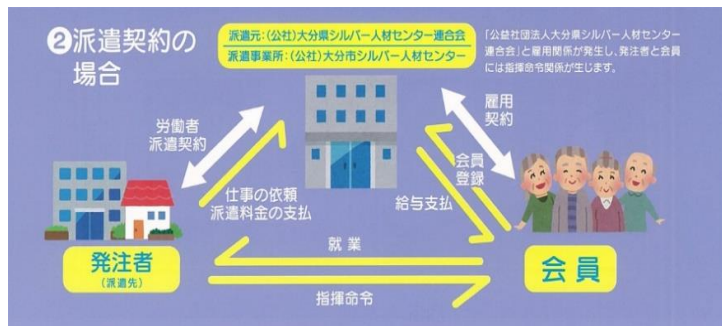 ❷派遣契約の
場合
派遣元:(公社)大分県シルバー人材センター連合会
派遣事業所:(公社)大分市シルバー人材センター
「公益社団法人大分県シルバー人材センター
連合会」と雇用関係が発生し、発注者と会員
には指揮命令関係が生じます。
労働者
派遣契約
雇用
契約
仕事の依頼
派遣料金の支払
会員
登録
給与支払
発注者
(派遣先)
就業
指揮命令
会員